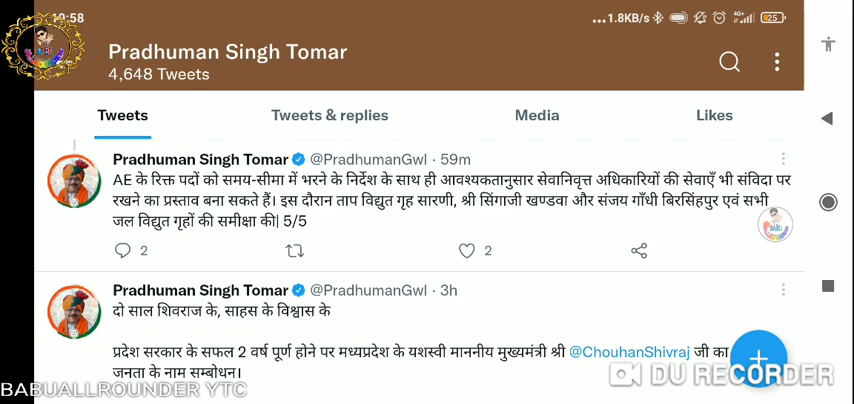 10:58
...1.8KB/s 4G+ 25
Pradhuman Singh Tomar
4,648 Tweets
Tweets Tweets & replies Media Likes
Pradhuman Singh Tomar @PradhumanGwl · 59m
AE के रिक्त पदों को समय-सीमा में भरने के निर्देश के साथ ही आवश्यकतानुसार सेवानिवृत्त अधिकारियों की सेवाएँ भी संविदा पर
रखने का प्रस्ताव बना सकते हैं। इस दौरान ताप विद्युत गृह सारणी, श्री सिंगाजी खण्डवा और संजय गाँधी बिरसिंहपुर एवं सभी
जल विद्युत गृहों की समीक्षा की| 5/5
2 2
Pradhuman Singh Tomar @PradhumanGwl · 3h
दो साल शिवराज के, साहस के विश्वास के
प्रदेश सरकार के सफल 2 वर्ष पूर्ण होने पर मध्यप्रदेश के यशस्वी माननीय मुख्यमंत्री श्री @ChouhanShivraj जी का
जनता के नाम सम्बोधन।
DU RECORDER
BABUALLROUNDER YTC